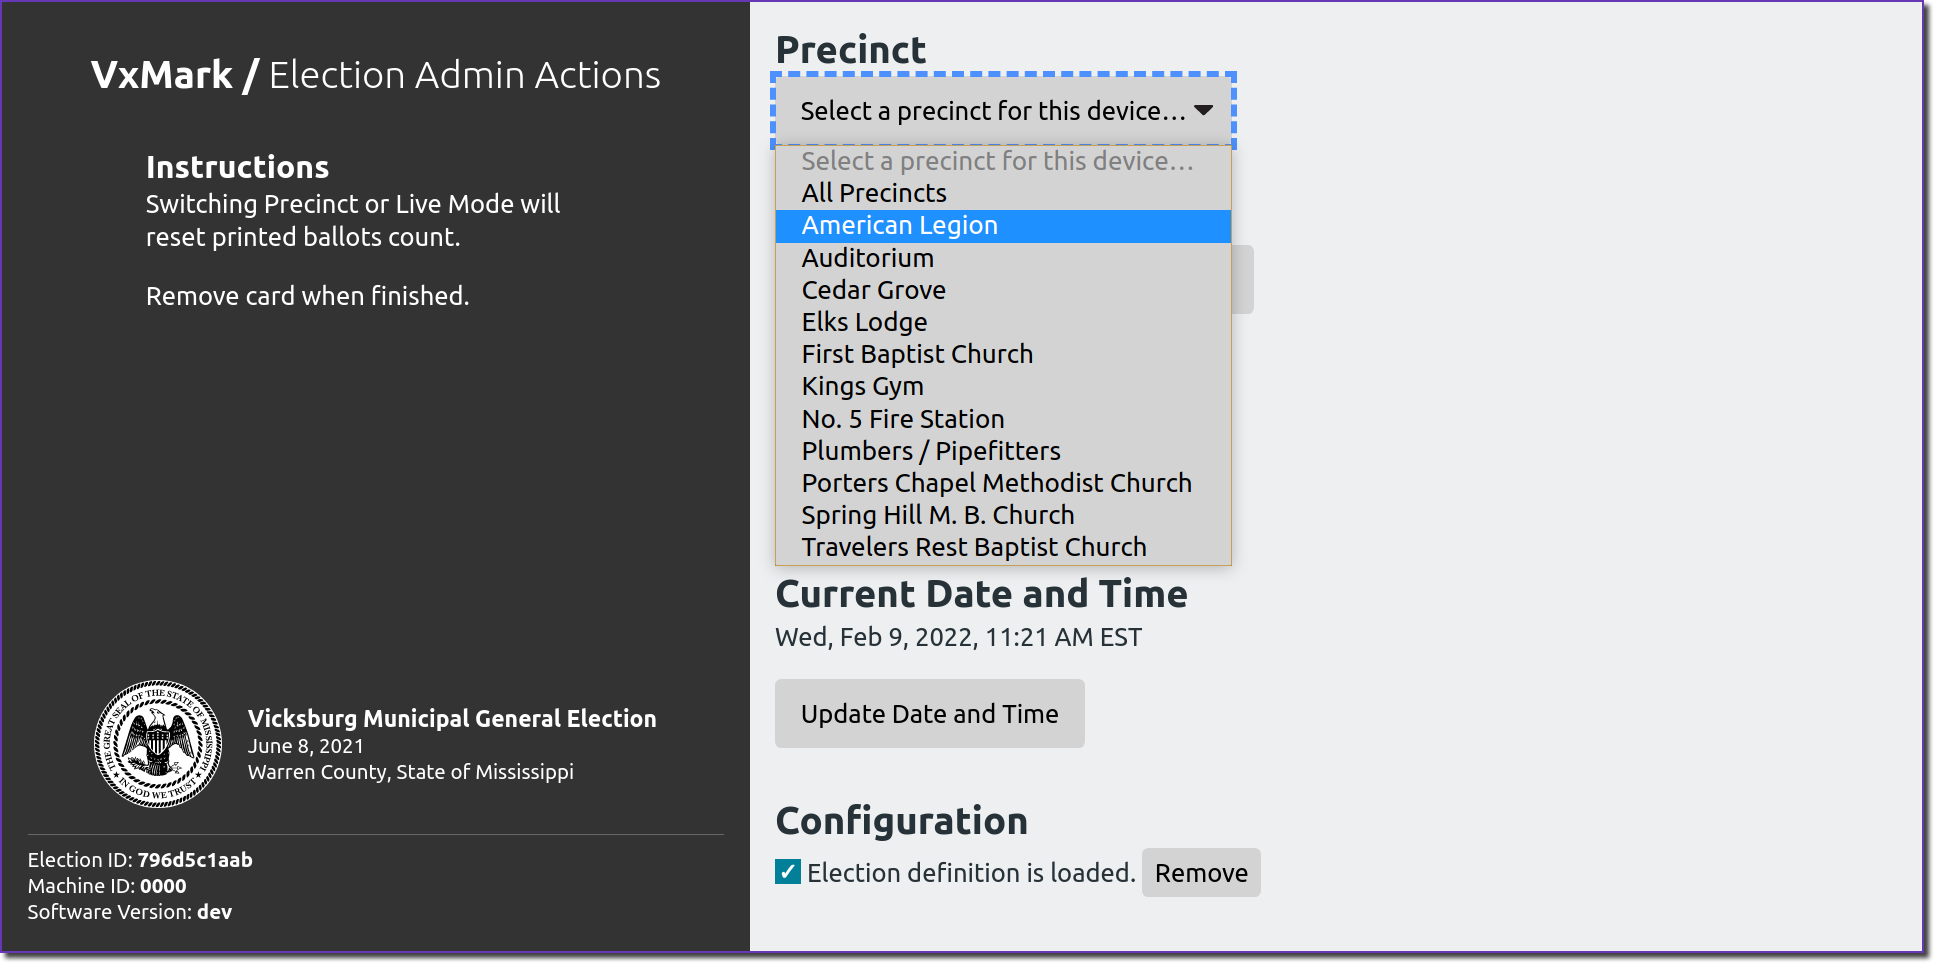 VxMark / Election Admin Actions
Instructions
Switching Precinct or Live Mode will
reset printed ballots count.
Remove card when finished.
THE GREAT SEAL OF THE STATE OF MISSISSIPPI
IN GOD WE TRUST
Vicksburg Municipal General Election
June 8, 2021
Warren County, State of Mississippi
Election ID: 796d5c1aab
Machine ID: 0000
Software Version: dev
Precinct
Select a precinct for this device…
Select a precinct for this device…
All Precincts
American Legion
Auditorium
Cedar Grove
Elks Lodge
First Baptist Church
Kings Gym
No. 5 Fire Station
Plumbers / Pipefitters
Porters Chapel Methodist Church
Spring Hill M. B. Church
Travelers Rest Baptist Church
Current Date and Time
Wed, Feb 9, 2022, 11:21 AM EST
Update Date and Time
Configuration
Election definition is loaded. Remove